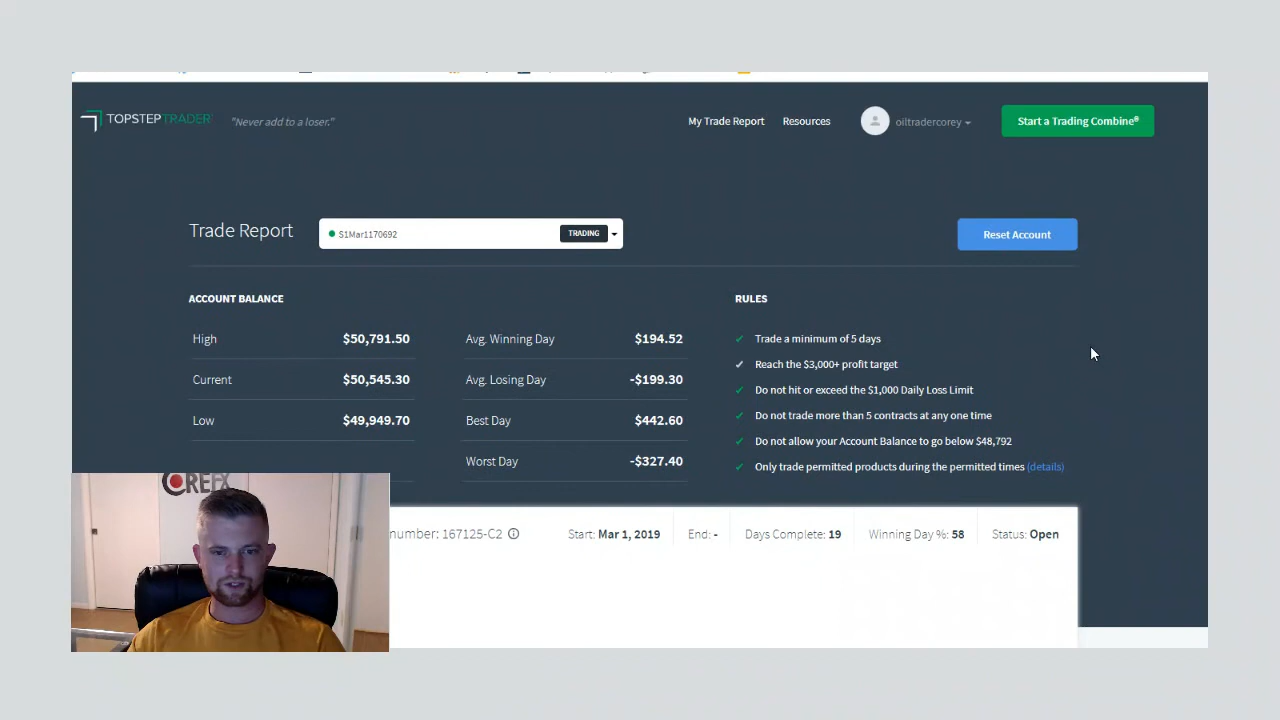 TOPSTEPTRADER
"Never add to a loser."
My Trade Report
Resources
oiltradercorey
Start a Trading Combine®
Trade Report
S1Mar1170692
TRADING
Reset Account
ACCOUNT BALANCE
High $50,791.50
Current $50,545.30
Low $49,949.70
Avg. Winning Day $194.52
Avg. Losing Day -$199.30
Best Day $442.60
Worst Day -$327.40
RULES
Trade a minimum of 5 days
Reach the $3,000+ profit target
Do not hit or exceed the $1,000 Daily Loss Limit
Do not trade more than 5 contracts at any one time
Do not allow your Account Balance to go below $48,792
Only trade permitted products during the permitted times (details)
number: 167125-C2
Start: Mar 1, 2019
End: -
Days Complete: 19
Winning Day %: 58
Status: Open